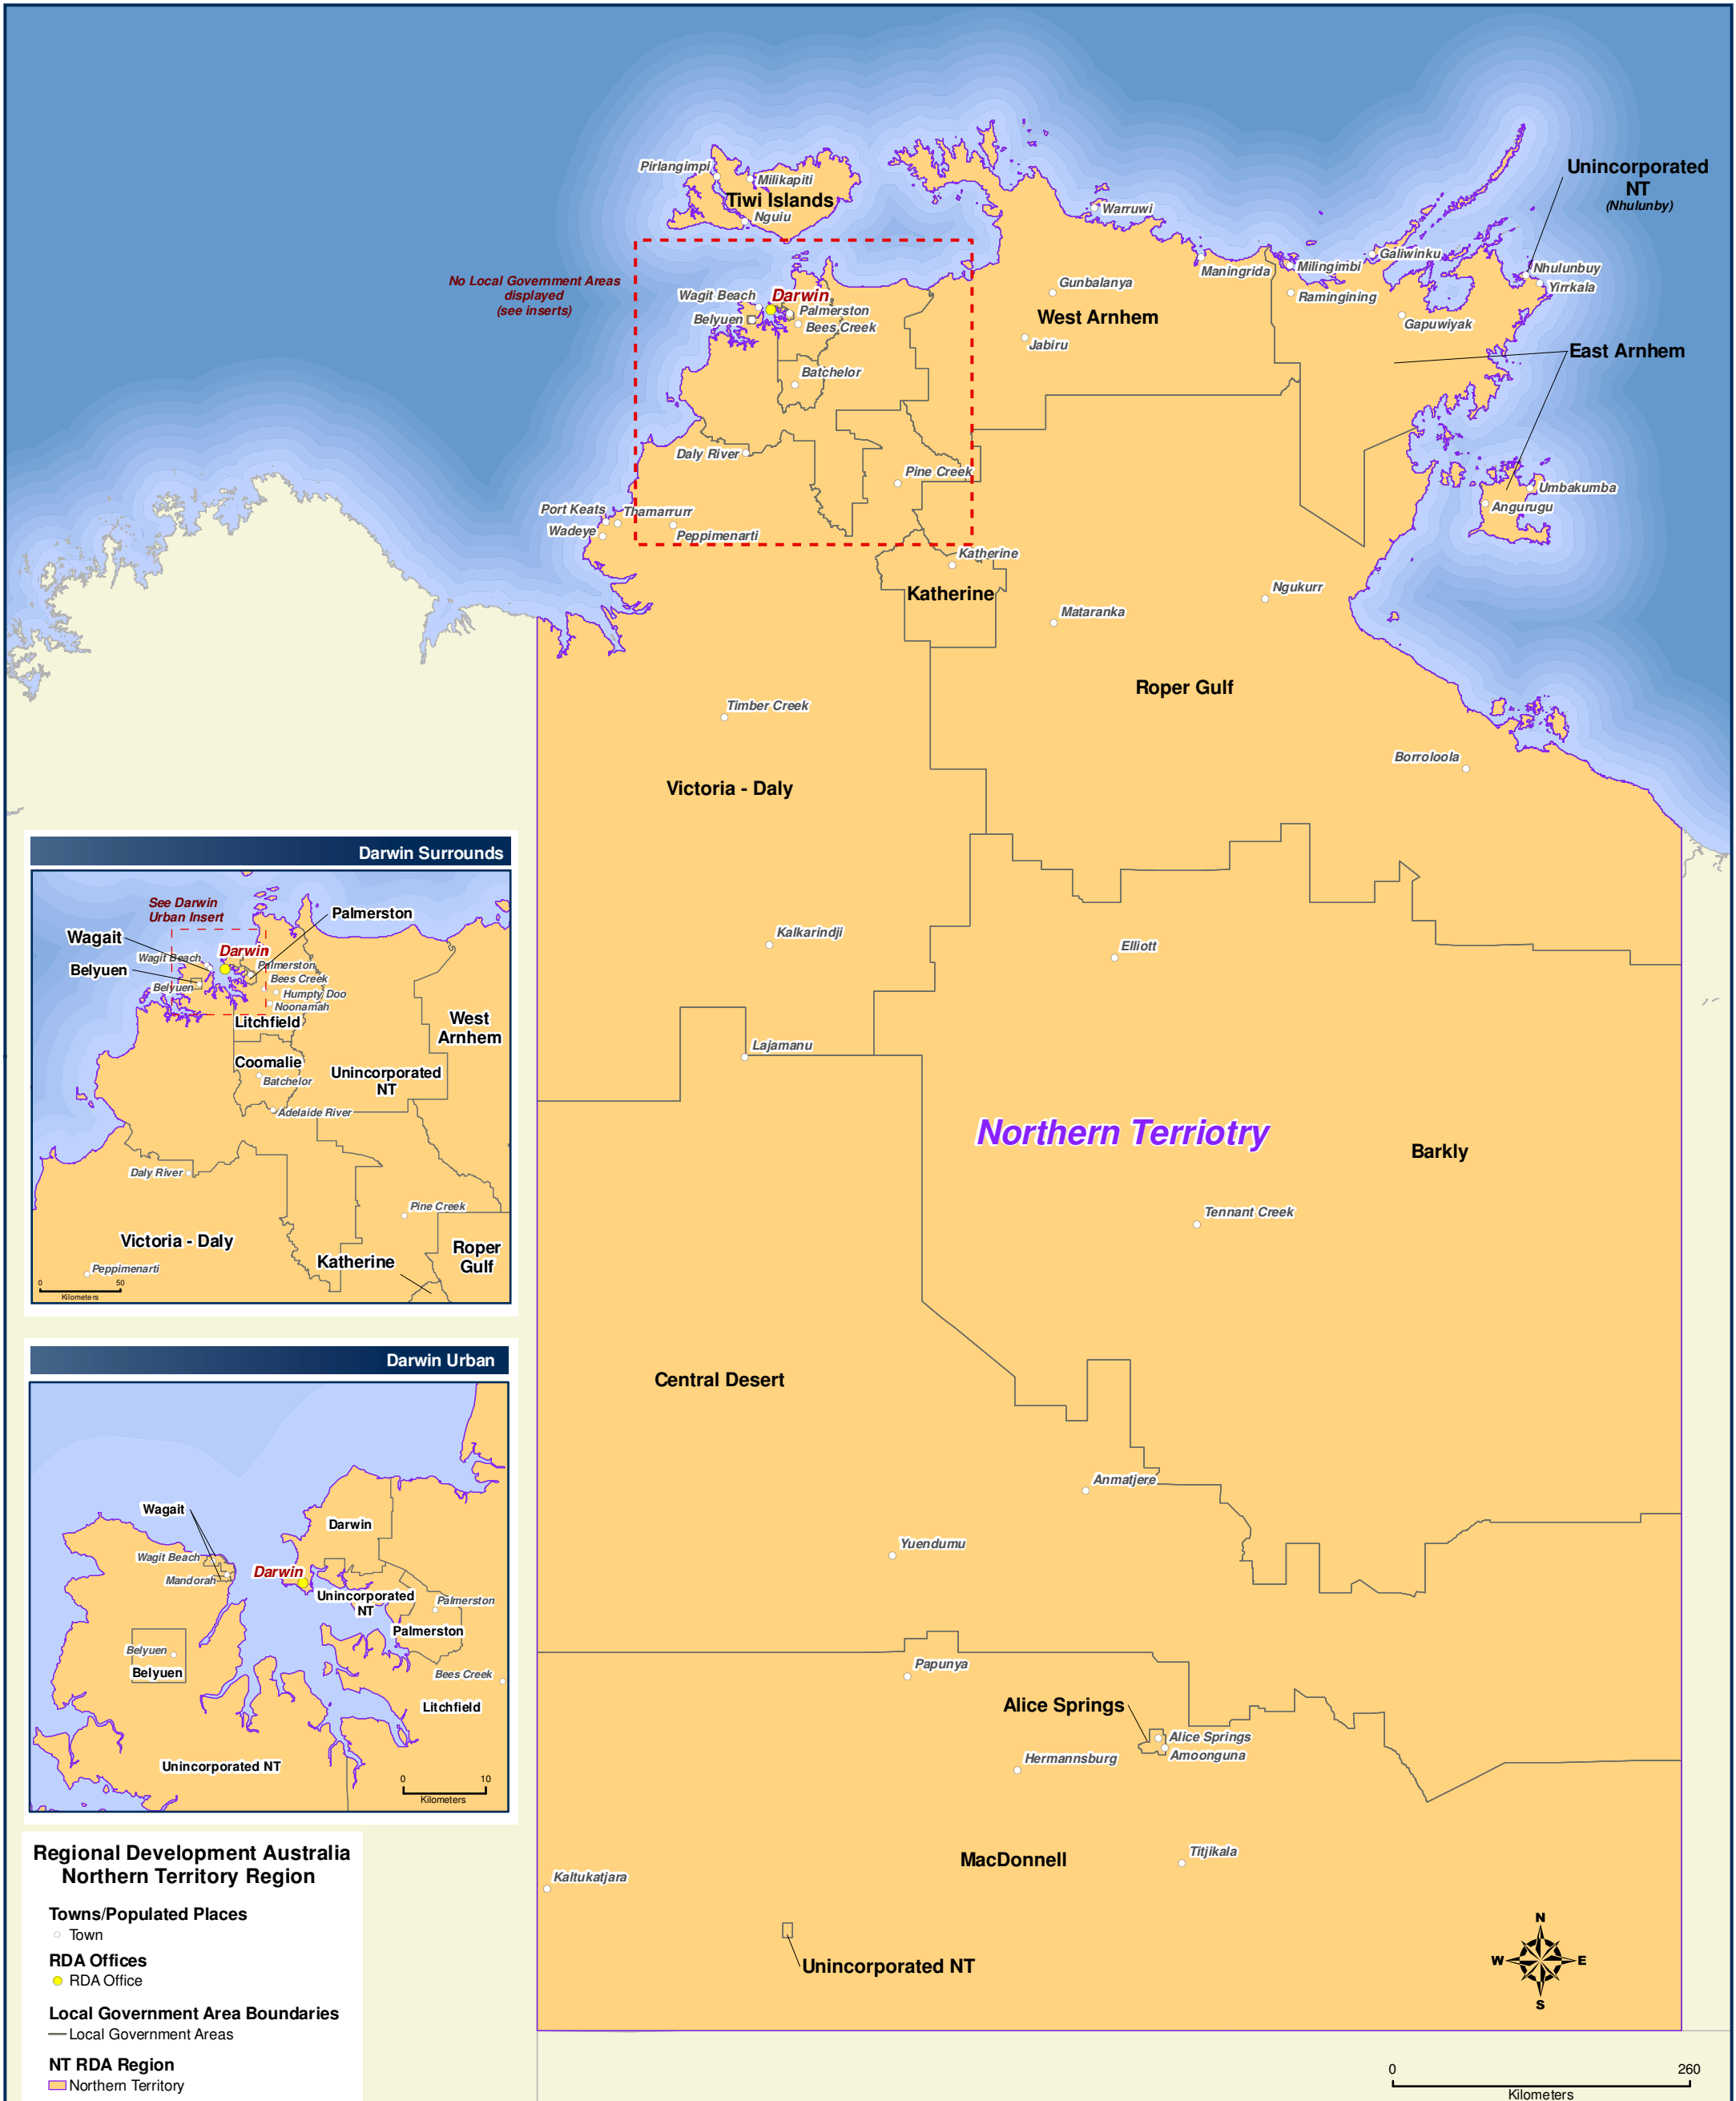 Pirlangimpi
Milikapiti
Tiwi Islands
Nguiu
Warruwi
Unincorporated
NT
(Nhulunby)
No Local Government Areas
displayed
(see inserts)
Wagit Beach
Darwin
Palmerston
Belyuen
Bees Creek
Batchelor
Gunbalanya
West Arnhem
Jabiru
Maningrida
Milingimbi
Galiwinku
Ramingining
Nhulunbuy
Yirrkala
Gapuwiyak
East Arnhem
Daly River
Pine Creek
Port Keats
Thamarrurr
Wadeye
Peppimenarti
Umbakumba
Angurugu
Katherine
Katherine
Mataranka
Ngukurr
Roper Gulf
Timber Creek
Borroloola
Victoria - Daly
Kalkarindji
Elliott
Lajamanu
Northern Terriotry
Barkly
Tennant Creek
Central Desert
Anmatjere
Yuendumu
Papunya
Alice Springs
Alice Springs
Amoonguna
Hermannsburg
MacDonnell
Titjikala
Kaltukatjara
Unincorporated NT
N
W
E
S
0
260
Kilometers
Darwin Surrounds
See Darwin
Urban Insert
Palmerston
Wagait
Darwin
Wagit Beach
Palmerston
Belyuen
Bees Creek
Belyuen
Humpty Doo
Noonamah
Litchfield
West
Arnhem
Coomalie
Unincorporated
NT
Batchelor
Adelaide River
Daly River
Pine Creek
Victoria - Daly
Katherine
Roper
Gulf
Peppimenarti
0
50
Kilometers
Darwin Urban
Wagait
Darwin
Wagit Beach
Mandorah
Darwin
Unincorporated
NT
Palmerston
Palmerston
Belyuen
Belyuen
Bees Creek
Litchfield
Unincorporated NT
0
10
Kilometers
Regional Development Australia
Northern Territory Region
Towns/Populated Places
Town
RDA Offices
RDA Office
Local Government Area Boundaries
Local Government Areas
NT RDA Region
Northern Territory